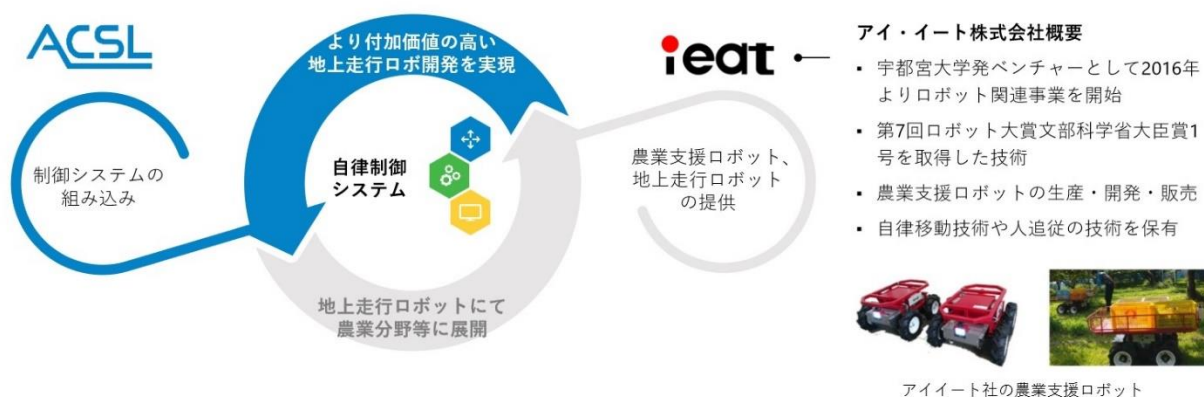 ACSL
制御システムの
組み込み
より付加価値の高い
地上走行ロボ開発を実現
自律制御
システム
地上走行ロボットにて
農業分野等に展開
ieat
農業支援ロボット、
地上走行ロボット
の提供
アイ・イート株式会社概要
▪ 宇都宮大学発ベンチャーとして2016年
よりロボット関連事業を開始
▪ 第7回ロボット大賞文部科学省大臣賞1
号を取得した技術
▪ 農業支援ロボットの生産・開発・販売
▪ 自律移動技術や人追従の技術を保有
アイイート社の農業支援ロボット